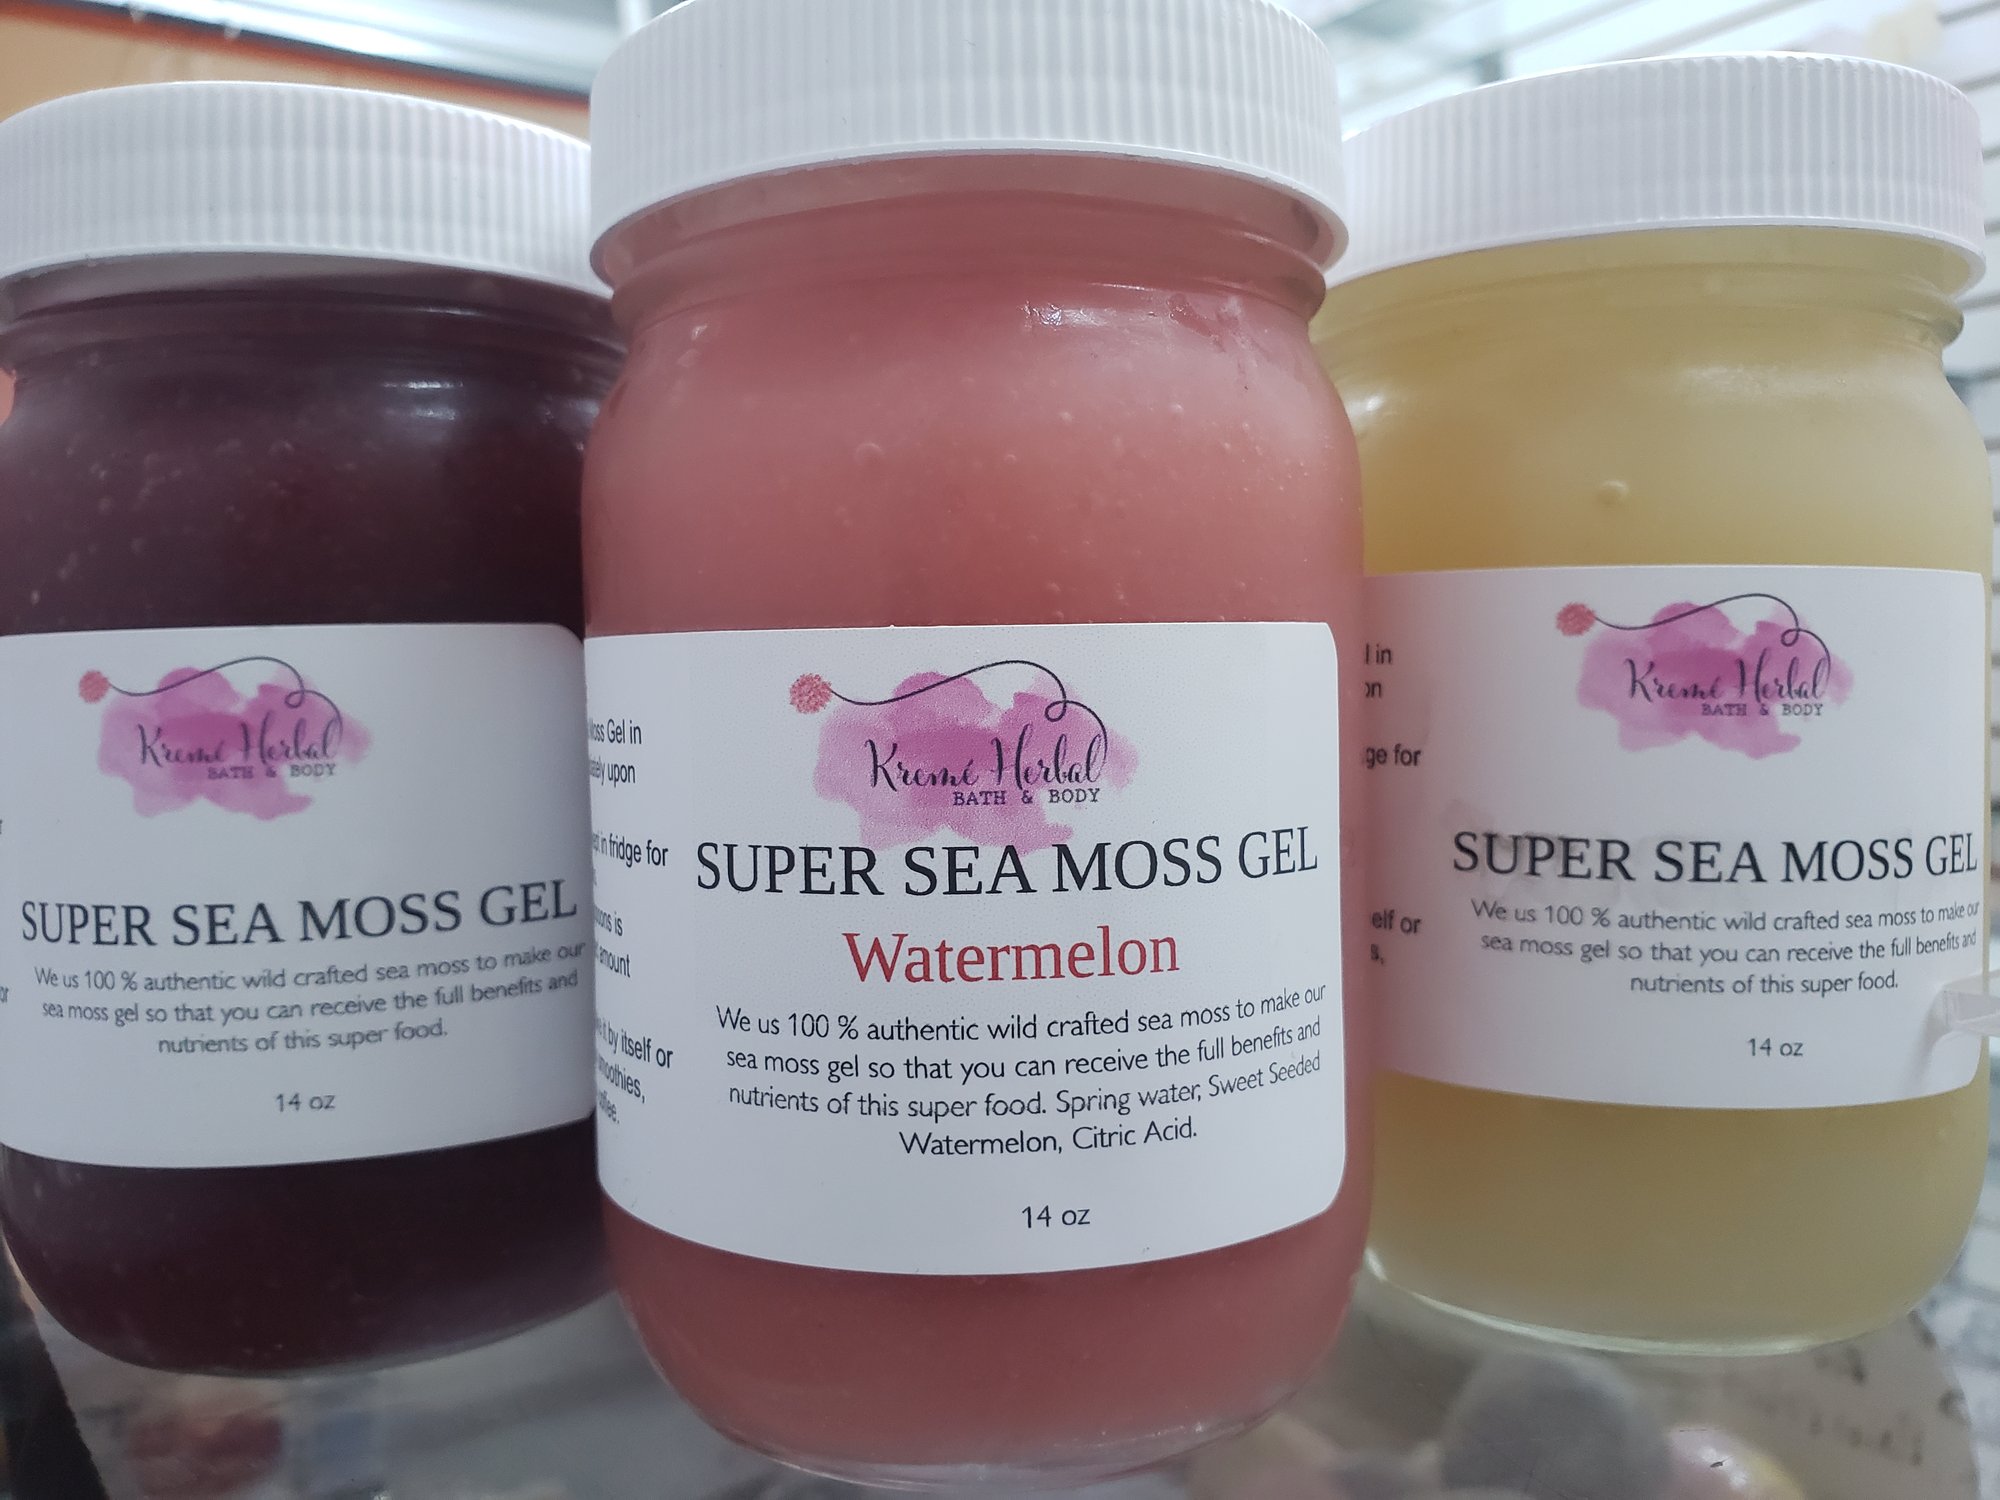 Kremé Herbal
BATH & BODY
SUPER SEA MOSS GEL
We us 100 % authentic wild crafted sea moss to make our
sea moss gel so that you can receive the full benefits and
nutrients of this super food.
14 oz
Moss Gel in
upon
in fridge for
is
amount
it by itself or
smoothies,
Kremé Herbal
BATH & BODY
SUPER SEA MOSS GEL
Watermelon
We us 100 % authentic wild crafted sea moss to make our
sea moss gel so that you can receive the full benefits and
nutrients of this super food. Spring water, Sweet Seeded
Watermelon, Citric Acid.
14 oz
in
for
or
Kremé Herbal
BATH & BODY
SUPER SEA MOSS GEL
We us 100 % authentic wild crafted sea moss to make our
sea moss gel so that you can receive the full benefits and
nutrients of this super food.
14 oz